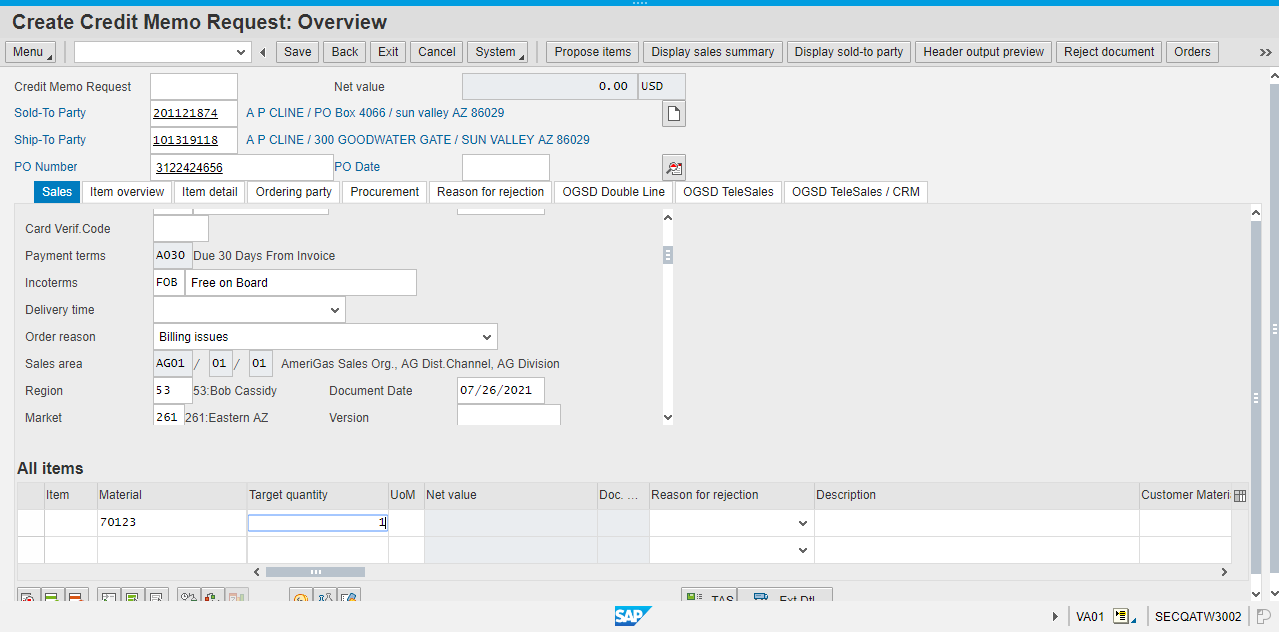 Create Credit Memo Request: Overview
Menu Save Back Exit Cancel System Propose items Display sales summary Display sold-to party Header output preview Reject document Orders
Credit Memo Request Net value 0.00 USD
Sold-To Party 201121874 A P CLINE / PO Box 4066 / sun valley AZ 86029
Ship-To Party 101319118 A P CLINE / 300 GOODWATER GATE / SUN VALLEY AZ 86029
PO Number 3122424656 PO Date
Sales Item overview Item detail Ordering party Procurement Reason for rejection OGSD Double Line OGSD TeleSales OGSD TeleSales / CRM
Card Verif.Code
Payment terms A030 Due 30 Days From Invoice
Incoterms FOB Free on Board
Delivery time
Order reason Billing issues
Sales area AG01 / 01 / 01 AmeriGas Sales Org., AG Dist.Channel, AG Division
Region 53 53:Bob Cassidy Document Date 07/26/2021
Market 261 261:Eastern AZ Version
All items
Item Material Target quantity UoM Net value Doc. ... Reason for rejection Description Customer Materi
70123 1
TAS Ext Dtl
SAP VA01 SECQATW3002